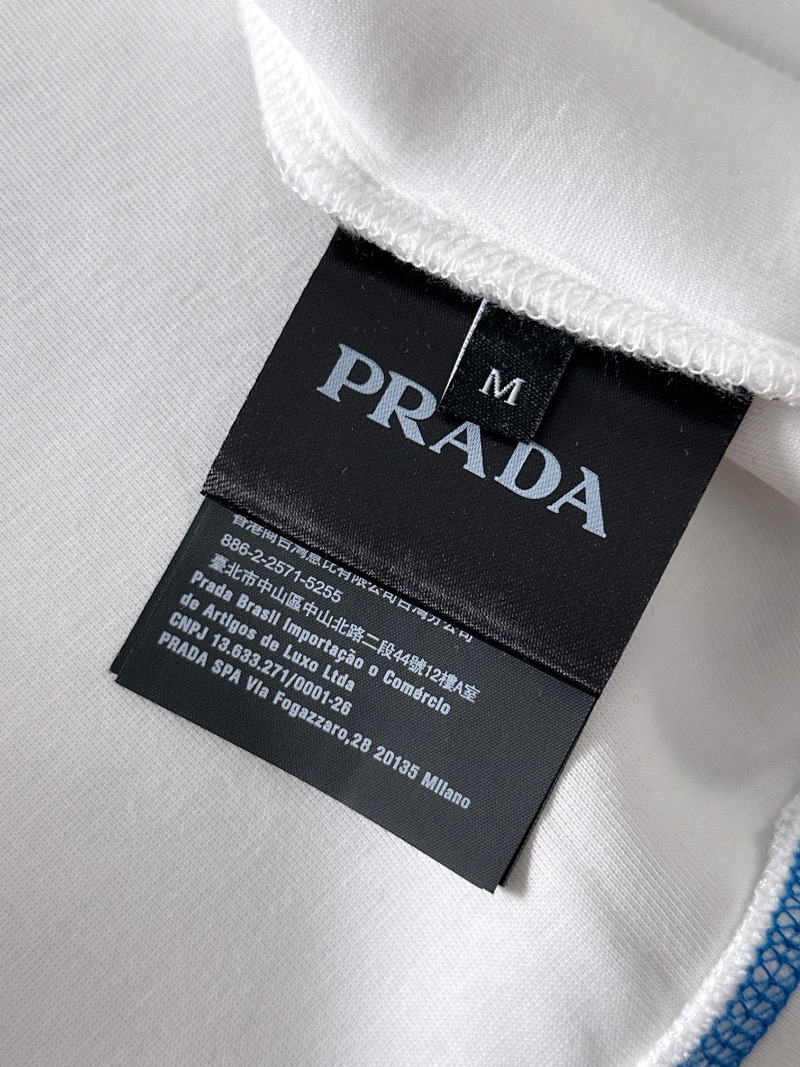 PRADA
M
香港商台灣意比有限公司台灣分公司
886-2-2571-5255
臺北市中山區中山北路二段44號12樓A室
Prada Brasil Importação o Comércio
de Artigos de Luxo Ltda
CNPJ 13.633.271/0001-26
PRADA SPA Via Fogazzaro,28 20135 Milano